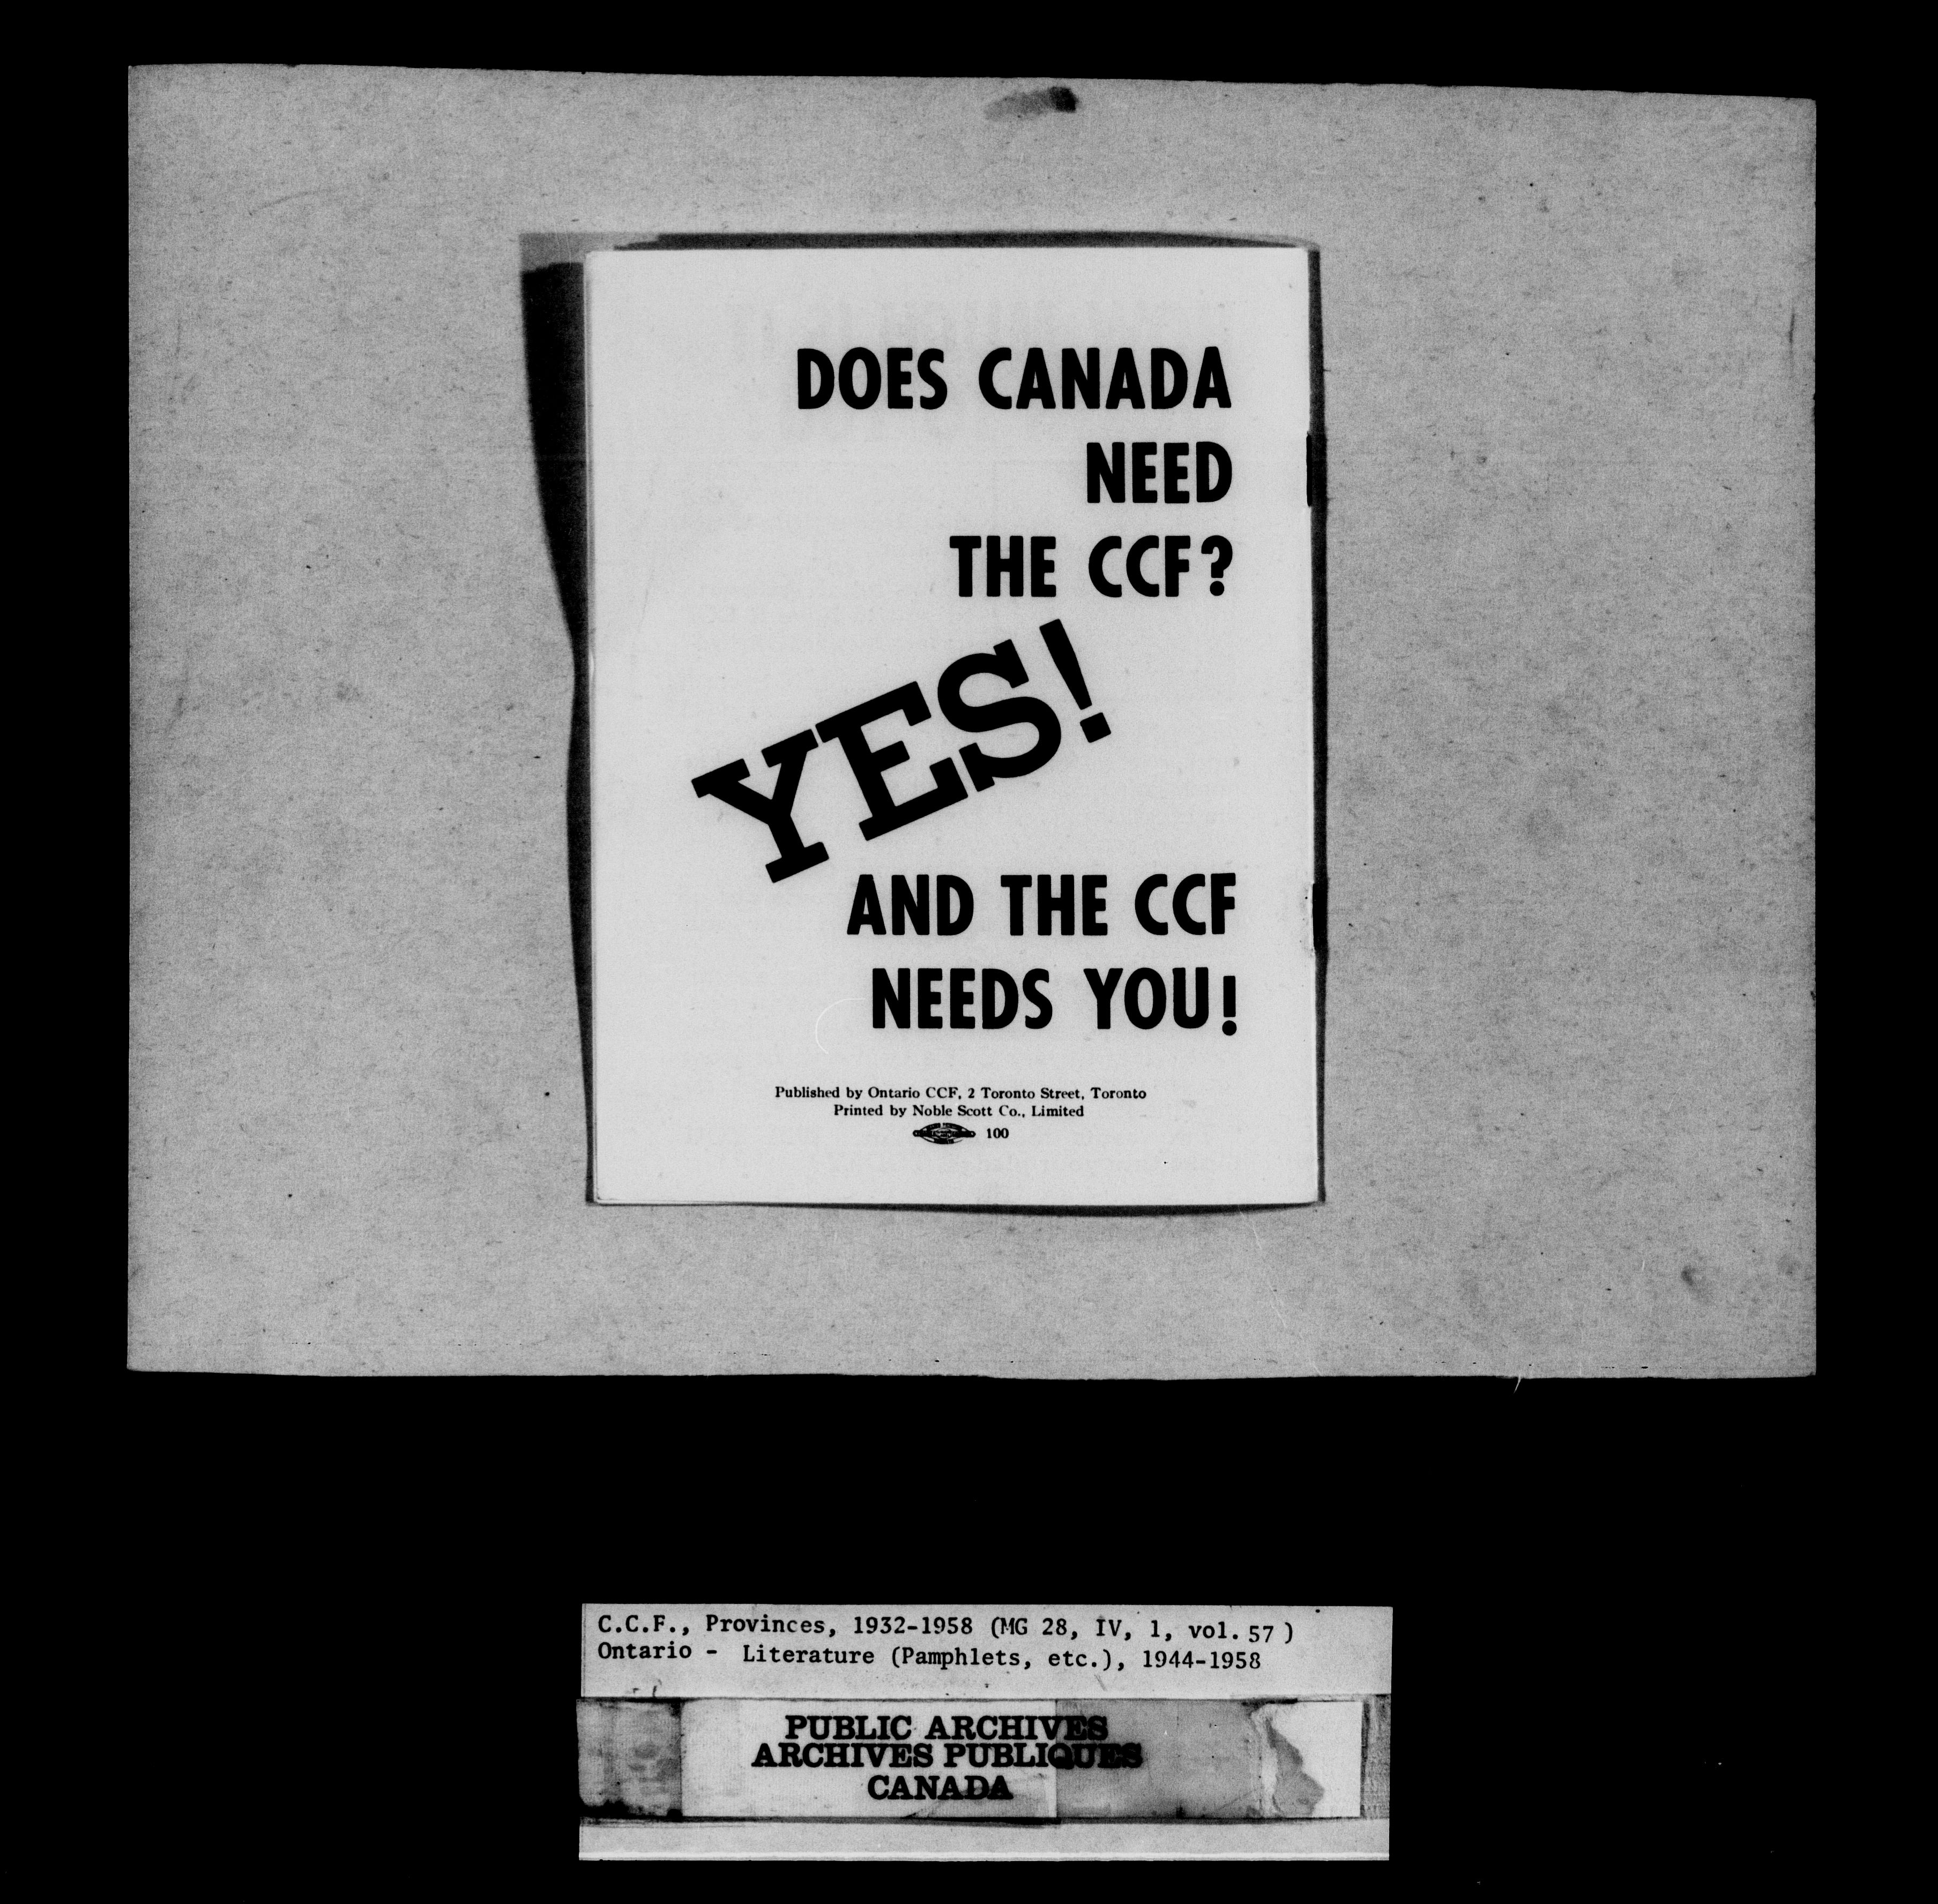 DOES CANADA
NEED
THE CCF?
YES!
AND THE CCF
NEEDS YOU!
Published by Ontario CCF, 2 Toronto Street, Toronto
Printed by Noble Scott Co., Limited
100
C.C.F., Provinces, 1932-1958 (MG 28, IV, 1, vol. 57 )
Ontario - Literature (Pamphlets, etc.), 1944-1958
PUBLIC ARCHIVES
ARCHIVES PUBLIQUES
CANADA